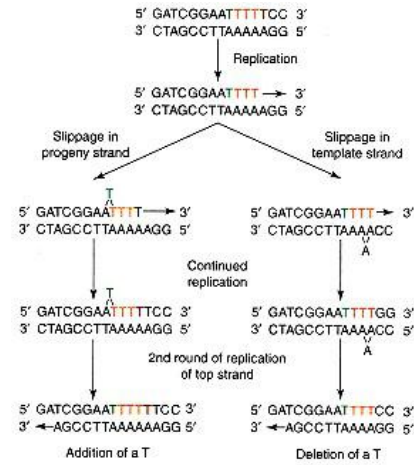 5′ GATCGGAATTTTTCC 3′
3′ CTAGCCTTAAAAAGG 5′
Replication
5′ GATCGGAATTTT → 3′
3′ CTAGCCTTAAAAAGG 5′
Slippage in
progeny strand
Slippage in
template strand
T
5′ GATCGGAATTTT → 3′
3′ CTAGCCTTAAAAAGG 5′
5′ GATCGGAATTTT → 3′
3′ CTAGCCTTAAAACC 5′
A
Continued
replication
T
5′ GATCGGAATTTTTCC 3′
3′ CTAGCCTTAAAAAGG 5′
5′ GATCGGAATTTTGG 3′
3′ CTAGCCTTAAAACC 5′
A
2nd round of replication
of top strand
5′ GATCGGAATTTTTTCC 3′
3′ ←AGCCTTAAAAAAGG 5′
Addition of a T
5′ GATCGGAATTTTCC 3′
3′ ←AGCCTTAAAACC 5′
Deletion of a T